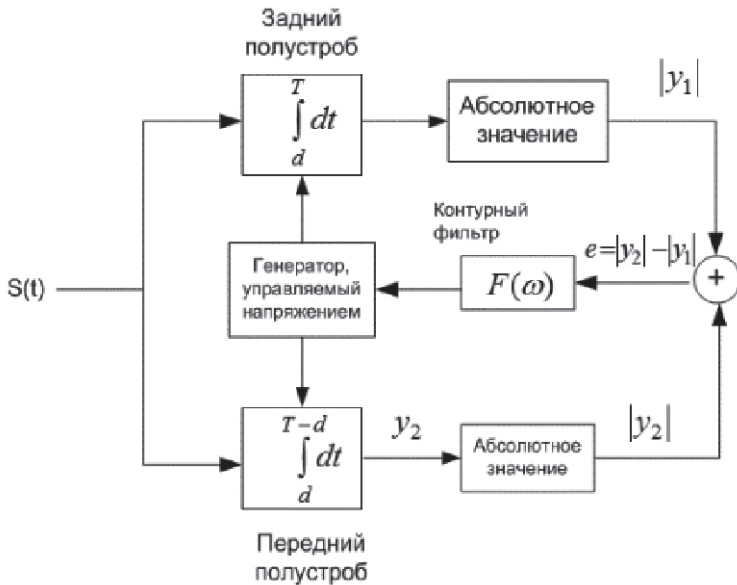 Задний
полустроб
T
∫ dt
d
Абсолютное
значение
|y₁|
Контурный
фильтр
S(t)
Генератор,
управляемый
напряжением
F(ω)
e=|y₂|−|y₁|
+
T−d
∫ dt
d
y₂
Абсолютное
значение
|y₂|
Передний
полустроб